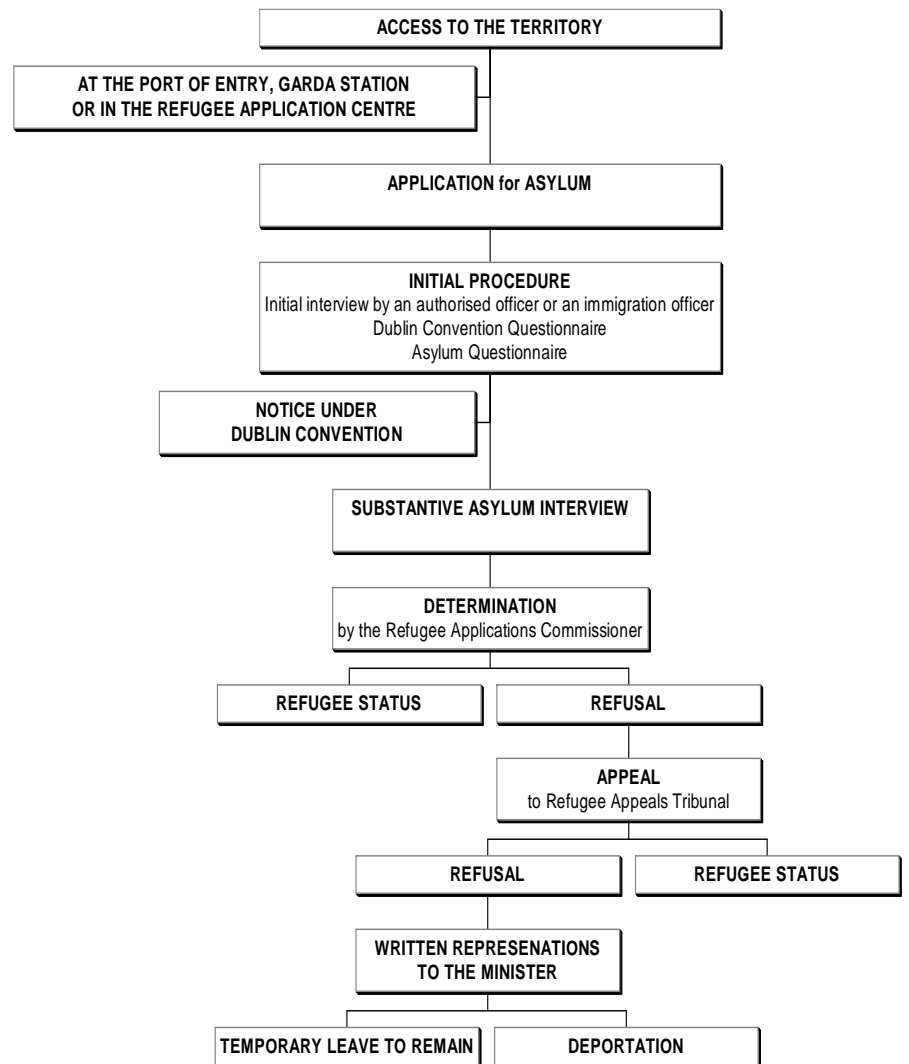 ACCESS TO THE TERRITORY
AT THE PORT OF ENTRY, GARDA STATION
OR IN THE REFUGEE APPLICATION CENTRE
APPLICATION for ASYLUM
INITIAL PROCEDURE
Initial interview by an authorised officer or an immigration officer
Dublin Convention Questionnaire
Asylum Questionnaire
NOTICE UNDER
DUBLIN CONVENTION
SUBSTANTIVE ASYLUM INTERVIEW
DETERMINATION
by the Refugee Applications Commissioner
REFUGEE STATUS
REFUSAL
APPEAL
to Refugee Appeals Tribunal
REFUSAL
REFUGEE STATUS
WRITTEN REPRESENATIONS
TO THE MINISTER
TEMPORARY LEAVE TO REMAIN
DEPORTATION